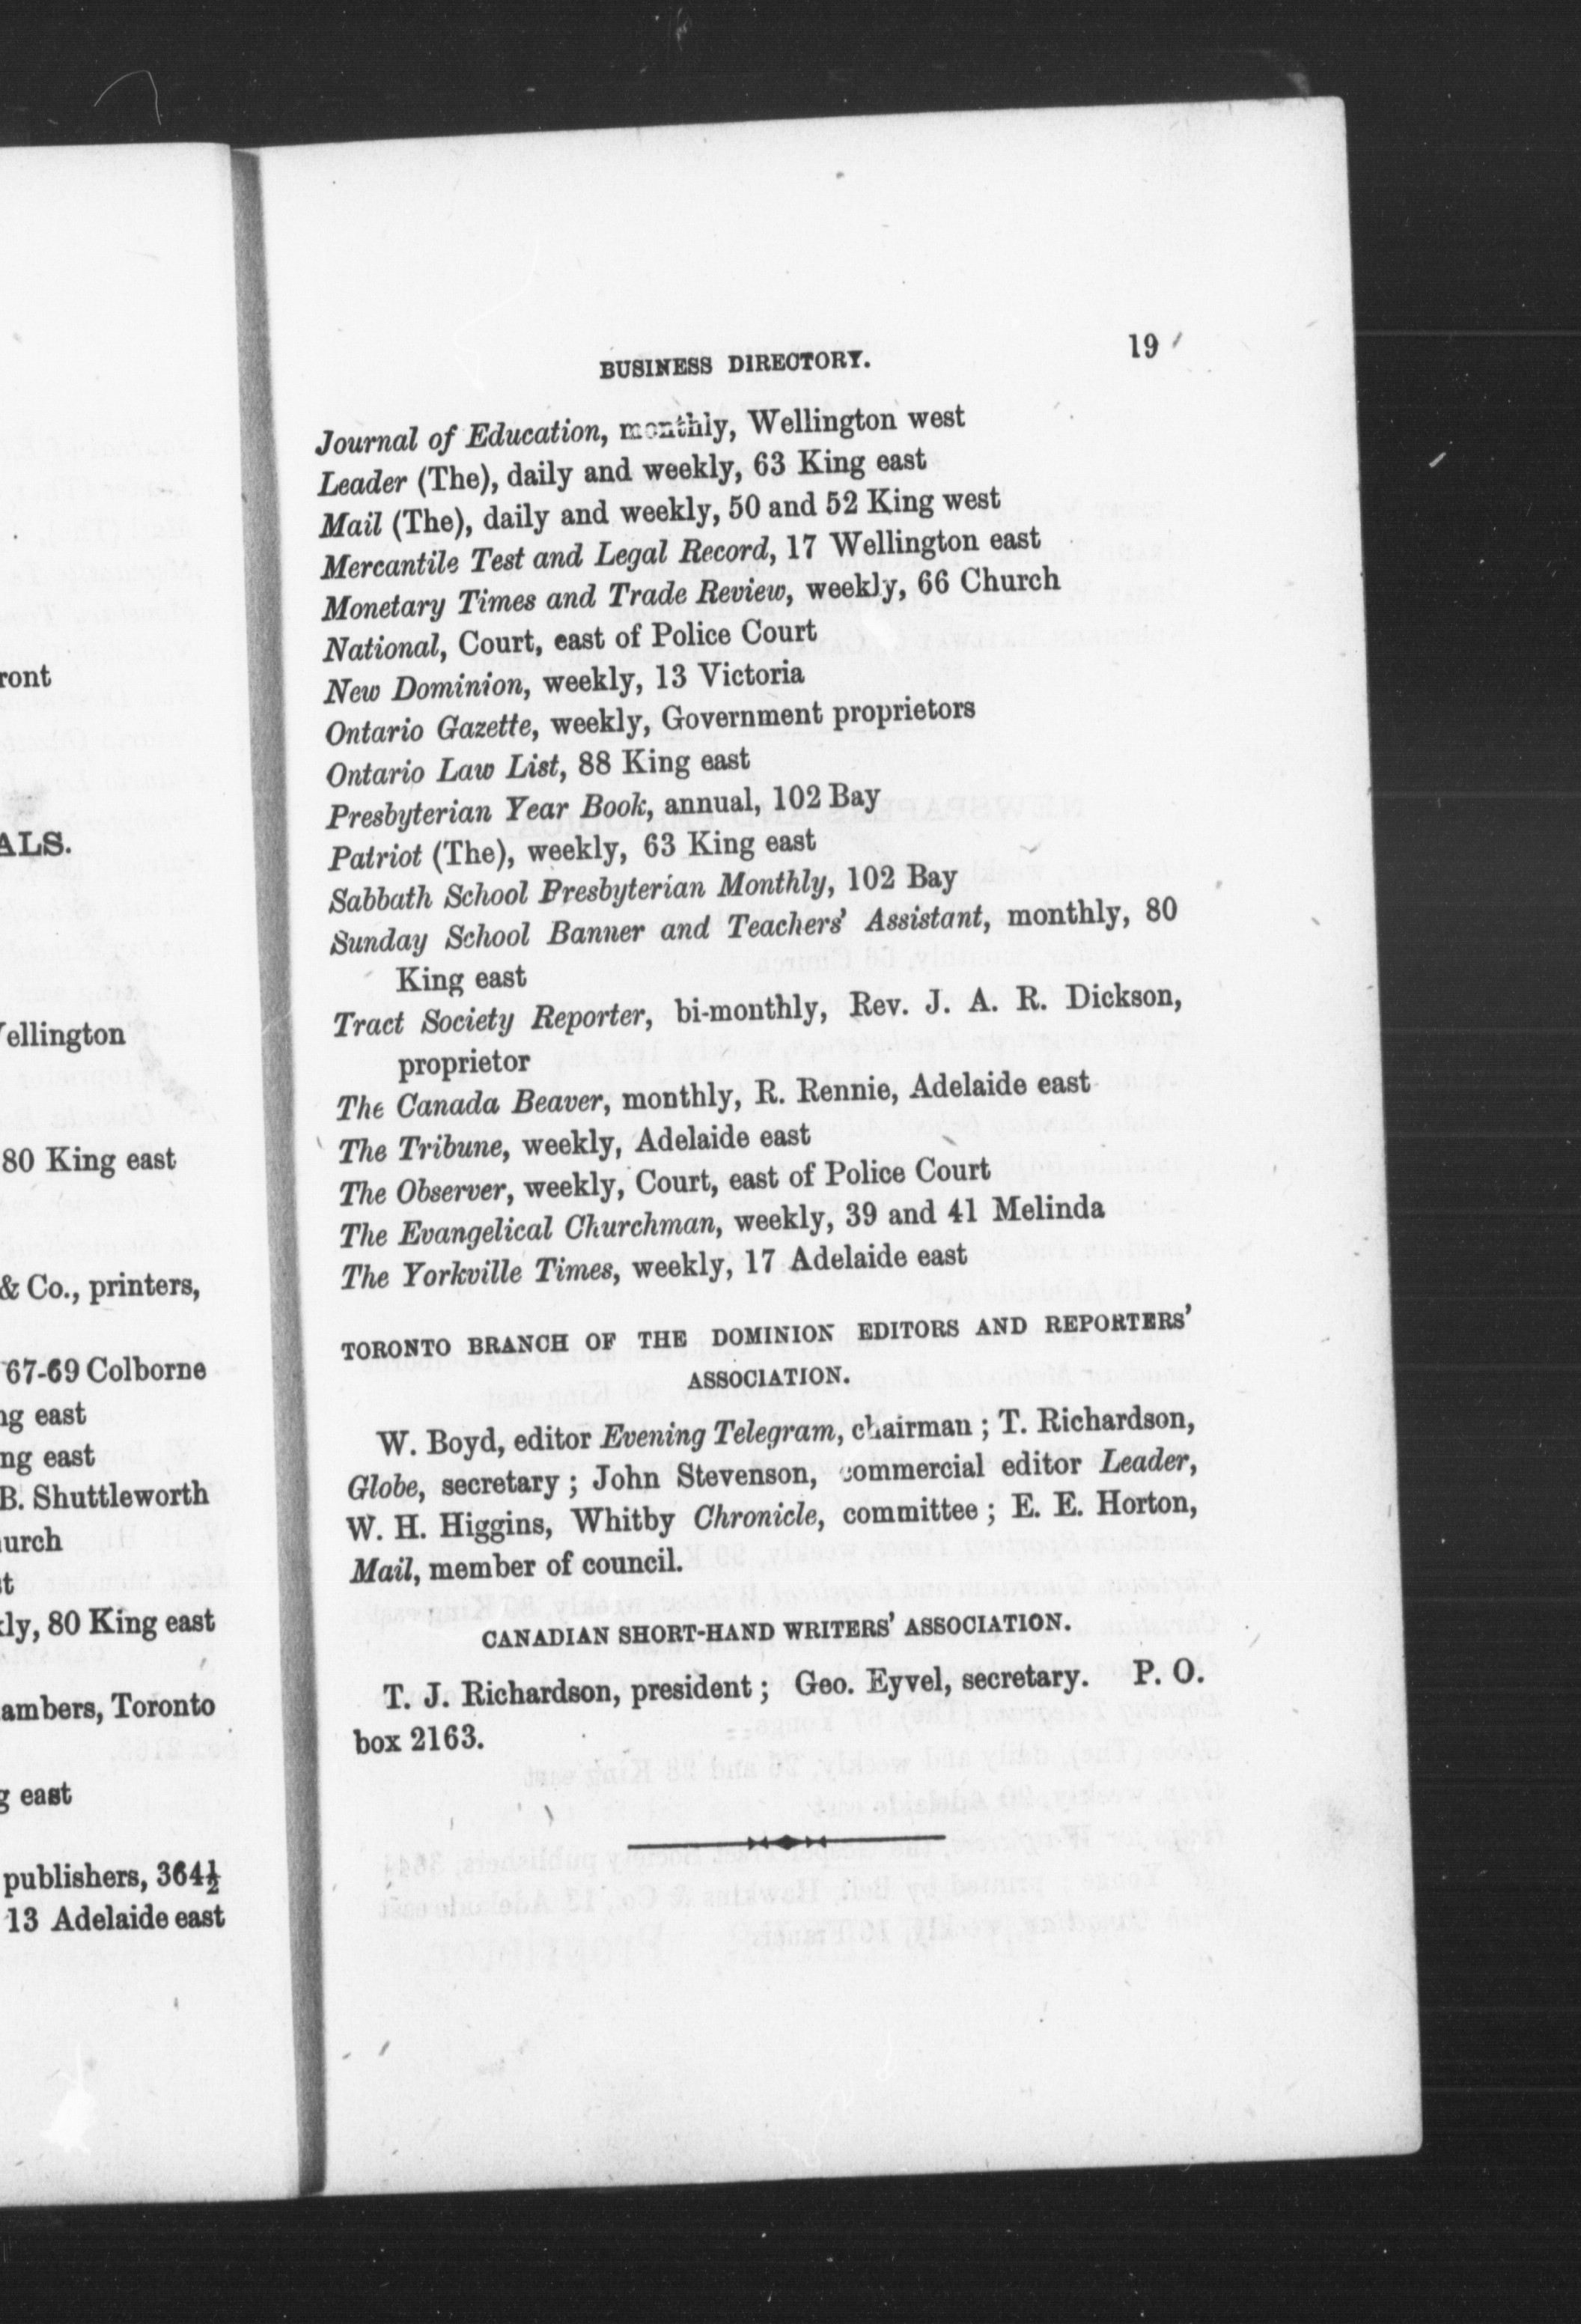 ront
ALS.
ellington
80 King east
& Co., printers,
67-69 Colborne
ng east
ng east
B. Shuttleworth
urch
st
kly, 80 King east
ambers, Toronto
g east
publishers, 364½
13 Adelaide east
BUSINESS DIRECTORY. 19
Journal of Education, monthly, Wellington west
Leader (The), daily and weekly, 63 King east
Mail (The), daily and weekly, 50 and 52 King west
Mercantile Test and Legal Record, 17 Wellington east
Monetary Times and Trade Review, weekly, 66 Church
National, Court, east of Police Court
New Dominion, weekly, 13 Victoria
Ontario Gazette, weekly, Government proprietors
Ontario Law List, 88 King east
Presbyterian Year Book, annual, 102 Bay
Patriot (The), weekly, 63 King east
Sabbath School Presbyterian Monthly, 102 Bay
Sunday School Banner and Teachers' Assistant, monthly, 80
King east
Tract Society Reporter, bi-monthly, Rev. J. A. R. Dickson,
proprietor
The Canada Beaver, monthly, R. Rennie, Adelaide east
The Tribune, weekly, Adelaide east
The Observer, weekly, Court, east of Police Court
The Evangelical Churchman, weekly, 39 and 41 Melinda
The Yorkville Times, weekly, 17 Adelaide east
TORONTO BRANCH OF THE DOMINION EDITORS AND REPORTERS'
ASSOCIATION.
W. Boyd, editor Evening Telegram, chairman ; T. Richardson,
Globe, secretary ; John Stevenson, commercial editor Leader,
W. H. Higgins, Whitby Chronicle, committee ; E. E. Horton,
Mail, member of council.
CANADIAN SHORT-HAND WRITERS' ASSOCIATION.
T. J. Richardson, president ; Geo. Eyvel, secretary. P. O.
box 2163.